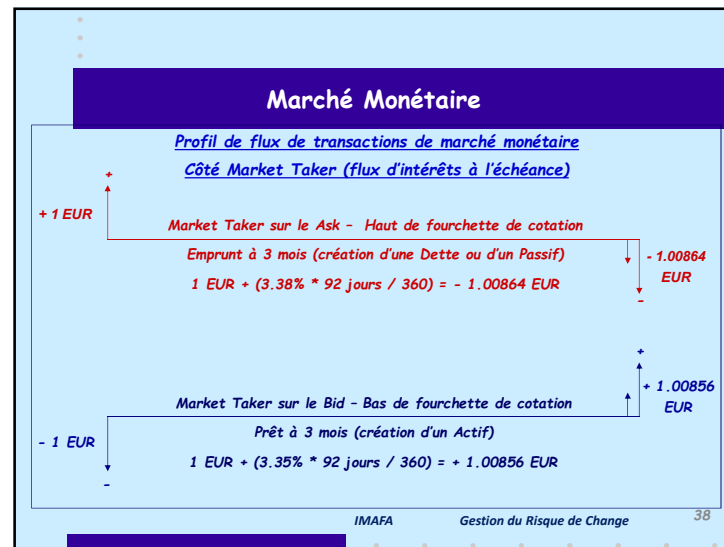 Marché Monétaire
Profil de flux de transactions de marché monétaire
Côté Market Taker (flux d'intérêts à l'échéance)
+
+ 1 EUR
Market Taker sur le Ask – Haut de fourchette de cotation
Emprunt à 3 mois (création d'une Dette ou d'un Passif)
1 EUR + (3.38% * 92 jours / 360) = - 1.00864 EUR
- 1.00864
EUR
–
+
+ 1.00856
EUR
Market Taker sur le Bid – Bas de fourchette de cotation
- 1 EUR
Prêt à 3 mois (création d'un Actif)
1 EUR + (3.35% * 92 jours / 360) = + 1.00856 EUR
–
IMAFA Gestion du Risque de Change 38